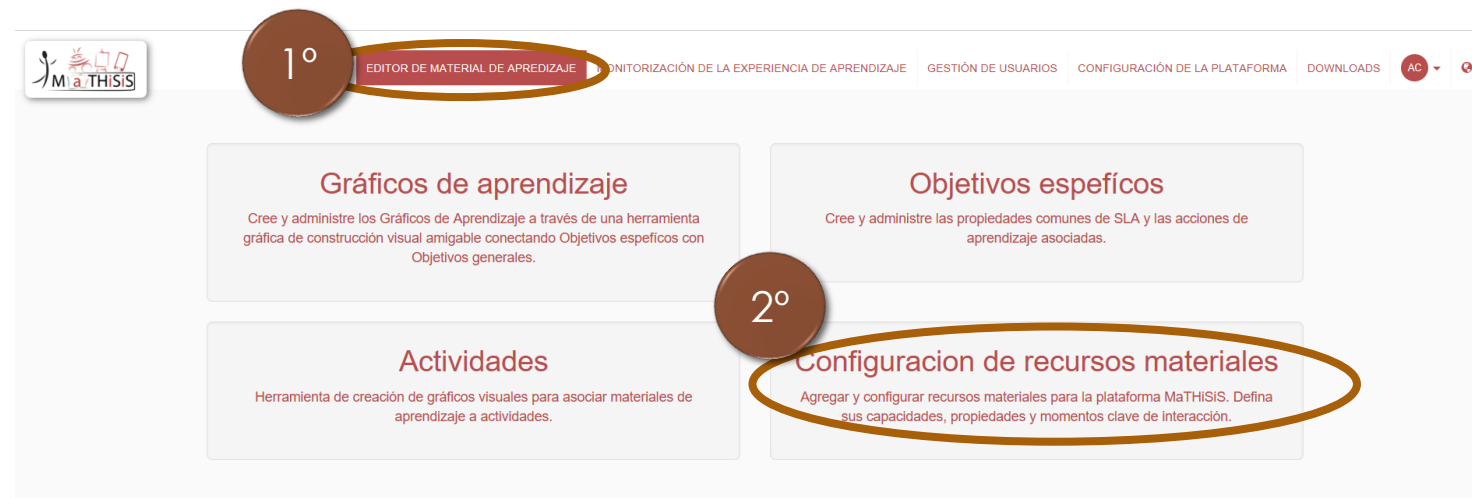 1º
MaTHiSiS
EDITOR DE MATERIAL DE APREDIZAJE
MONITORIZACIÓN DE LA EXPERIENCIA DE APRENDIZAJE
GESTIÓN DE USUARIOS
CONFIGURACIÓN DE LA PLATAFORMA
DOWNLOADS
AC
Gráficos de aprendizaje
Cree y administre los Gráficos de Aprendizaje a través de una herramienta
gráfica de construcción visual amigable conectando Objetivos espefícos con
Objetivos generales.
Objetivos espefícos
Cree y administre las propiedades comunes de SLA y las acciones de
aprendizaje asociadas.
2º
Actividades
Herramienta de creación de gráficos visuales para asociar materiales de
aprendizaje a actividades.
Configuracion de recursos materiales
Agregar y configurar recursos materiales para la plataforma MaTHiSiS. Defina
sus capacidades, propiedades y momentos clave de interacción.